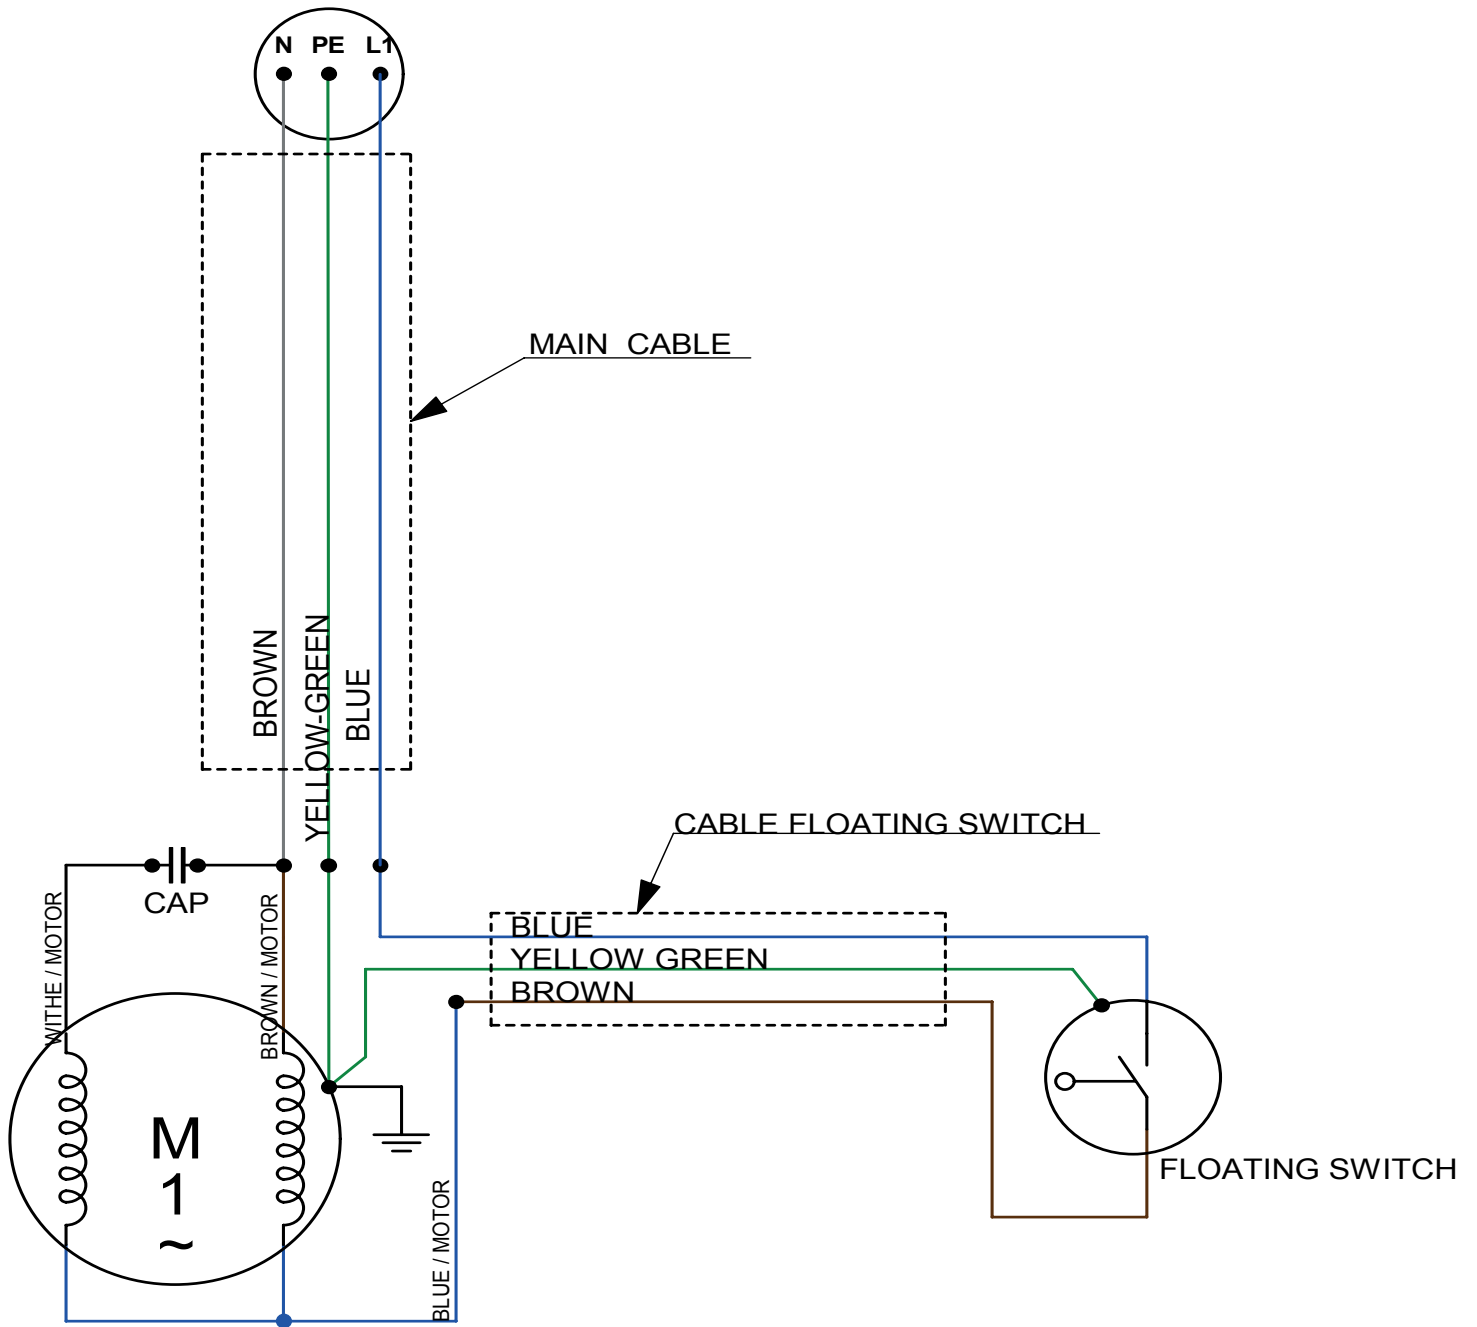 N PE L1
MAIN CABLE
BROWN
YELLOW-GREEN
BLUE
CABLE FLOATING SWITCH
CAP
WITHE / MOTOR
BROWN / MOTOR
BLUE
YELLOW GREEN
BROWN
M
1
~
BLUE / MOTOR
FLOATING SWITCH